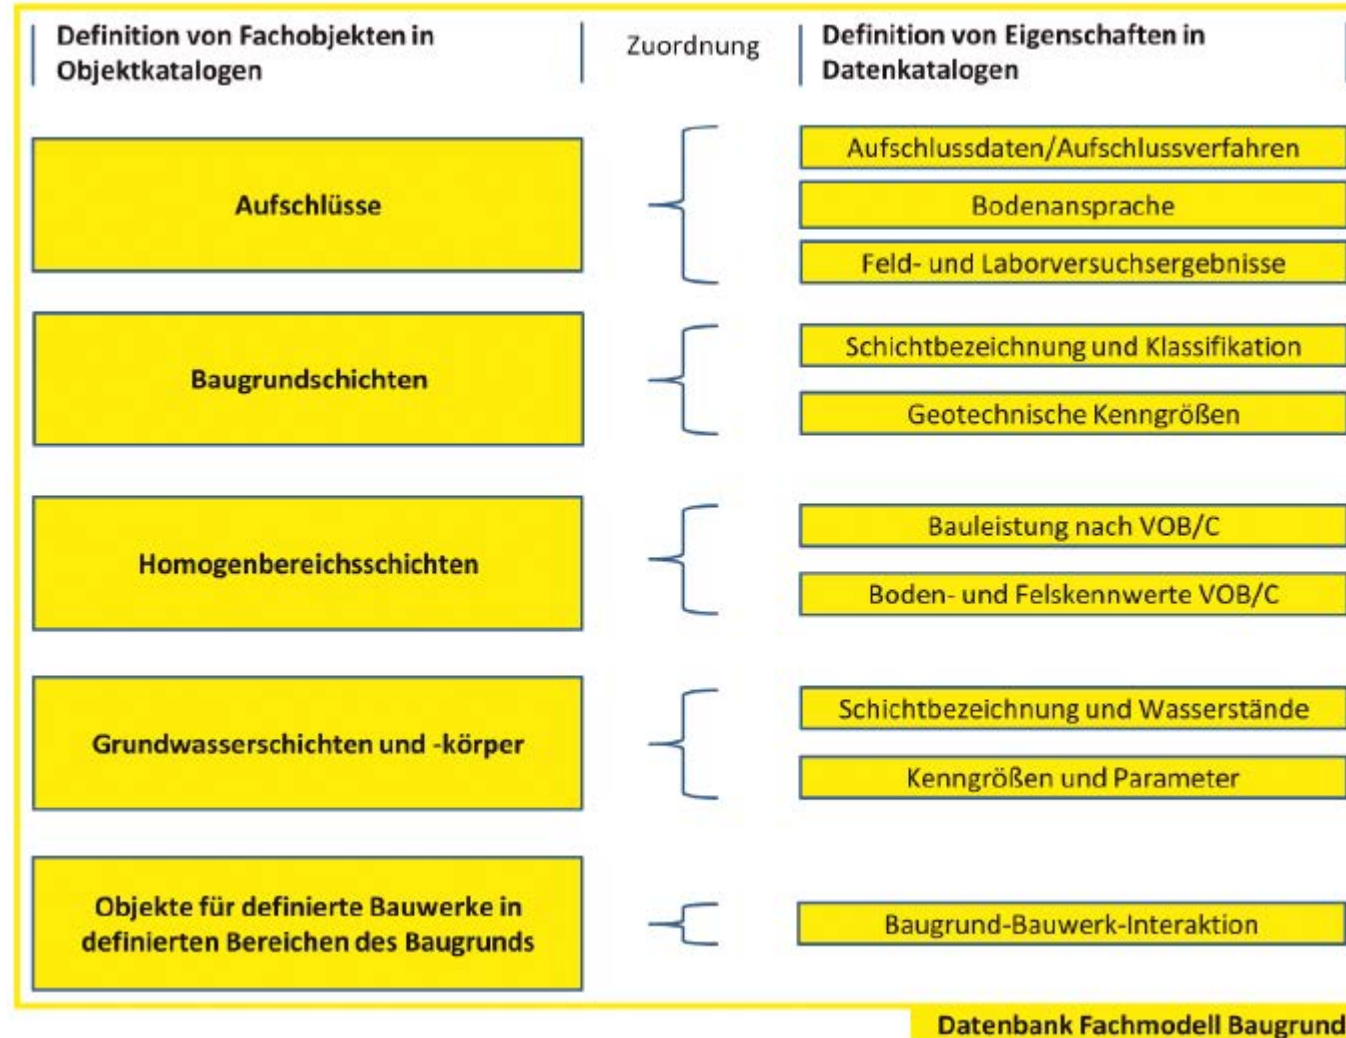 Definition von Fachobjekten in
Objektkatalogen
Zuordnung
Definition von Eigenschaften in
Datenkatalogen
Aufschlüsse
Aufschlussdaten/Aufschlussverfahren
Bodenansprache
Feld- und Laborversuchsergebnisse
Baugrundschichten
Schichtbezeichnung und Klassifikation
Geotechnische Kenngrößen
Homogenbereichsschichten
Bauleistung nach VOB/C
Boden- und Felskennwerte VOB/C
Grundwasserschichten und -körper
Schichtbezeichnung und Wasserstände
Kenngrößen und Parameter
Objekte für definierte Bauwerke in
definierten Bereichen des Baugrunds
Baugrund-Bauwerk-Interaktion
Datenbank Fachmodell Baugrund